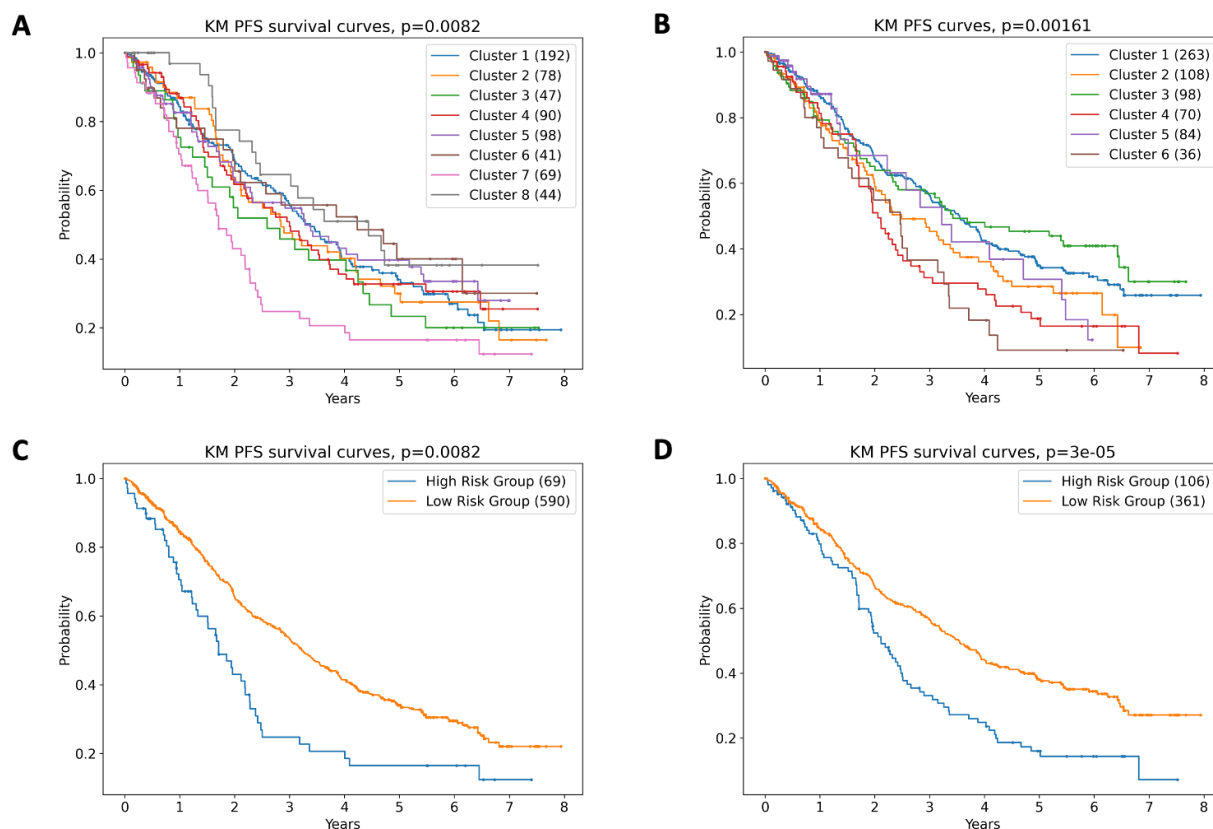 A
KM PFS survival curves, p=0.0082
Probability
1.0
0.8
0.6
0.4
0.2
0 1 2 3 4 5 6 7 8
Years
Cluster 1 (192)
Cluster 2 (78)
Cluster 3 (47)
Cluster 4 (90)
Cluster 5 (98)
Cluster 6 (41)
Cluster 7 (69)
Cluster 8 (44)
B
KM PFS curves, p=0.00161
Probability
1.0
0.8
0.6
0.4
0.2
0 1 2 3 4 5 6 7 8
Years
Cluster 1 (263)
Cluster 2 (108)
Cluster 3 (98)
Cluster 4 (70)
Cluster 5 (84)
Cluster 6 (36)
C
KM PFS survival curves, p=0.0082
Probability
1.0
0.8
0.6
0.4
0.2
0 1 2 3 4 5 6 7 8
Years
High Risk Group (69)
Low Risk Group (590)
D
KM PFS survival curves, p=3e-05
Probability
1.0
0.8
0.6
0.4
0.2
0 1 2 3 4 5 6 7 8
Years
High Risk Group (106)
Low Risk Group (361)